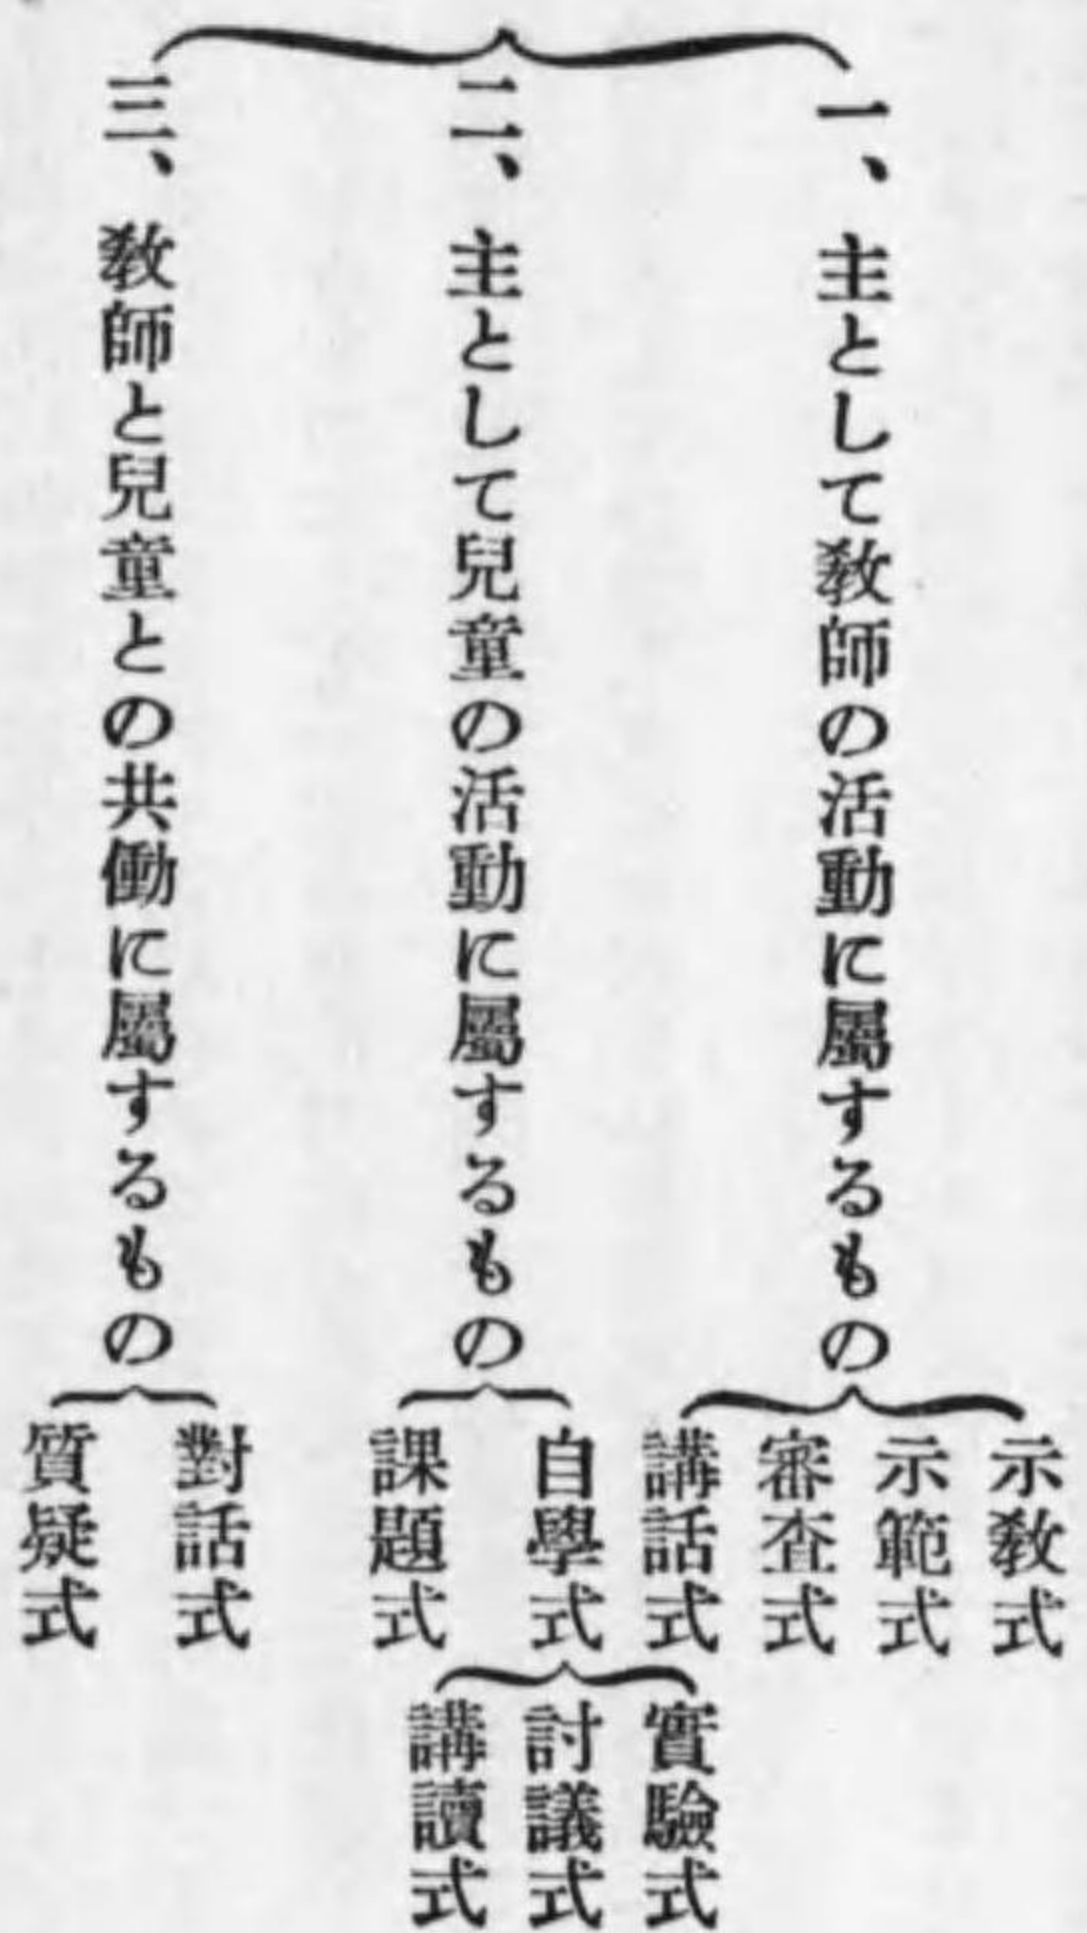 一、主として教師の活動に屬するもの
示教式
示範式
審査式
講話式
二、主として兒童の活動に屬するもの
自學式
實驗式
討議式
講讀式
課題式
三、教師と兒童との共働に屬するもの
對話式
質疑式